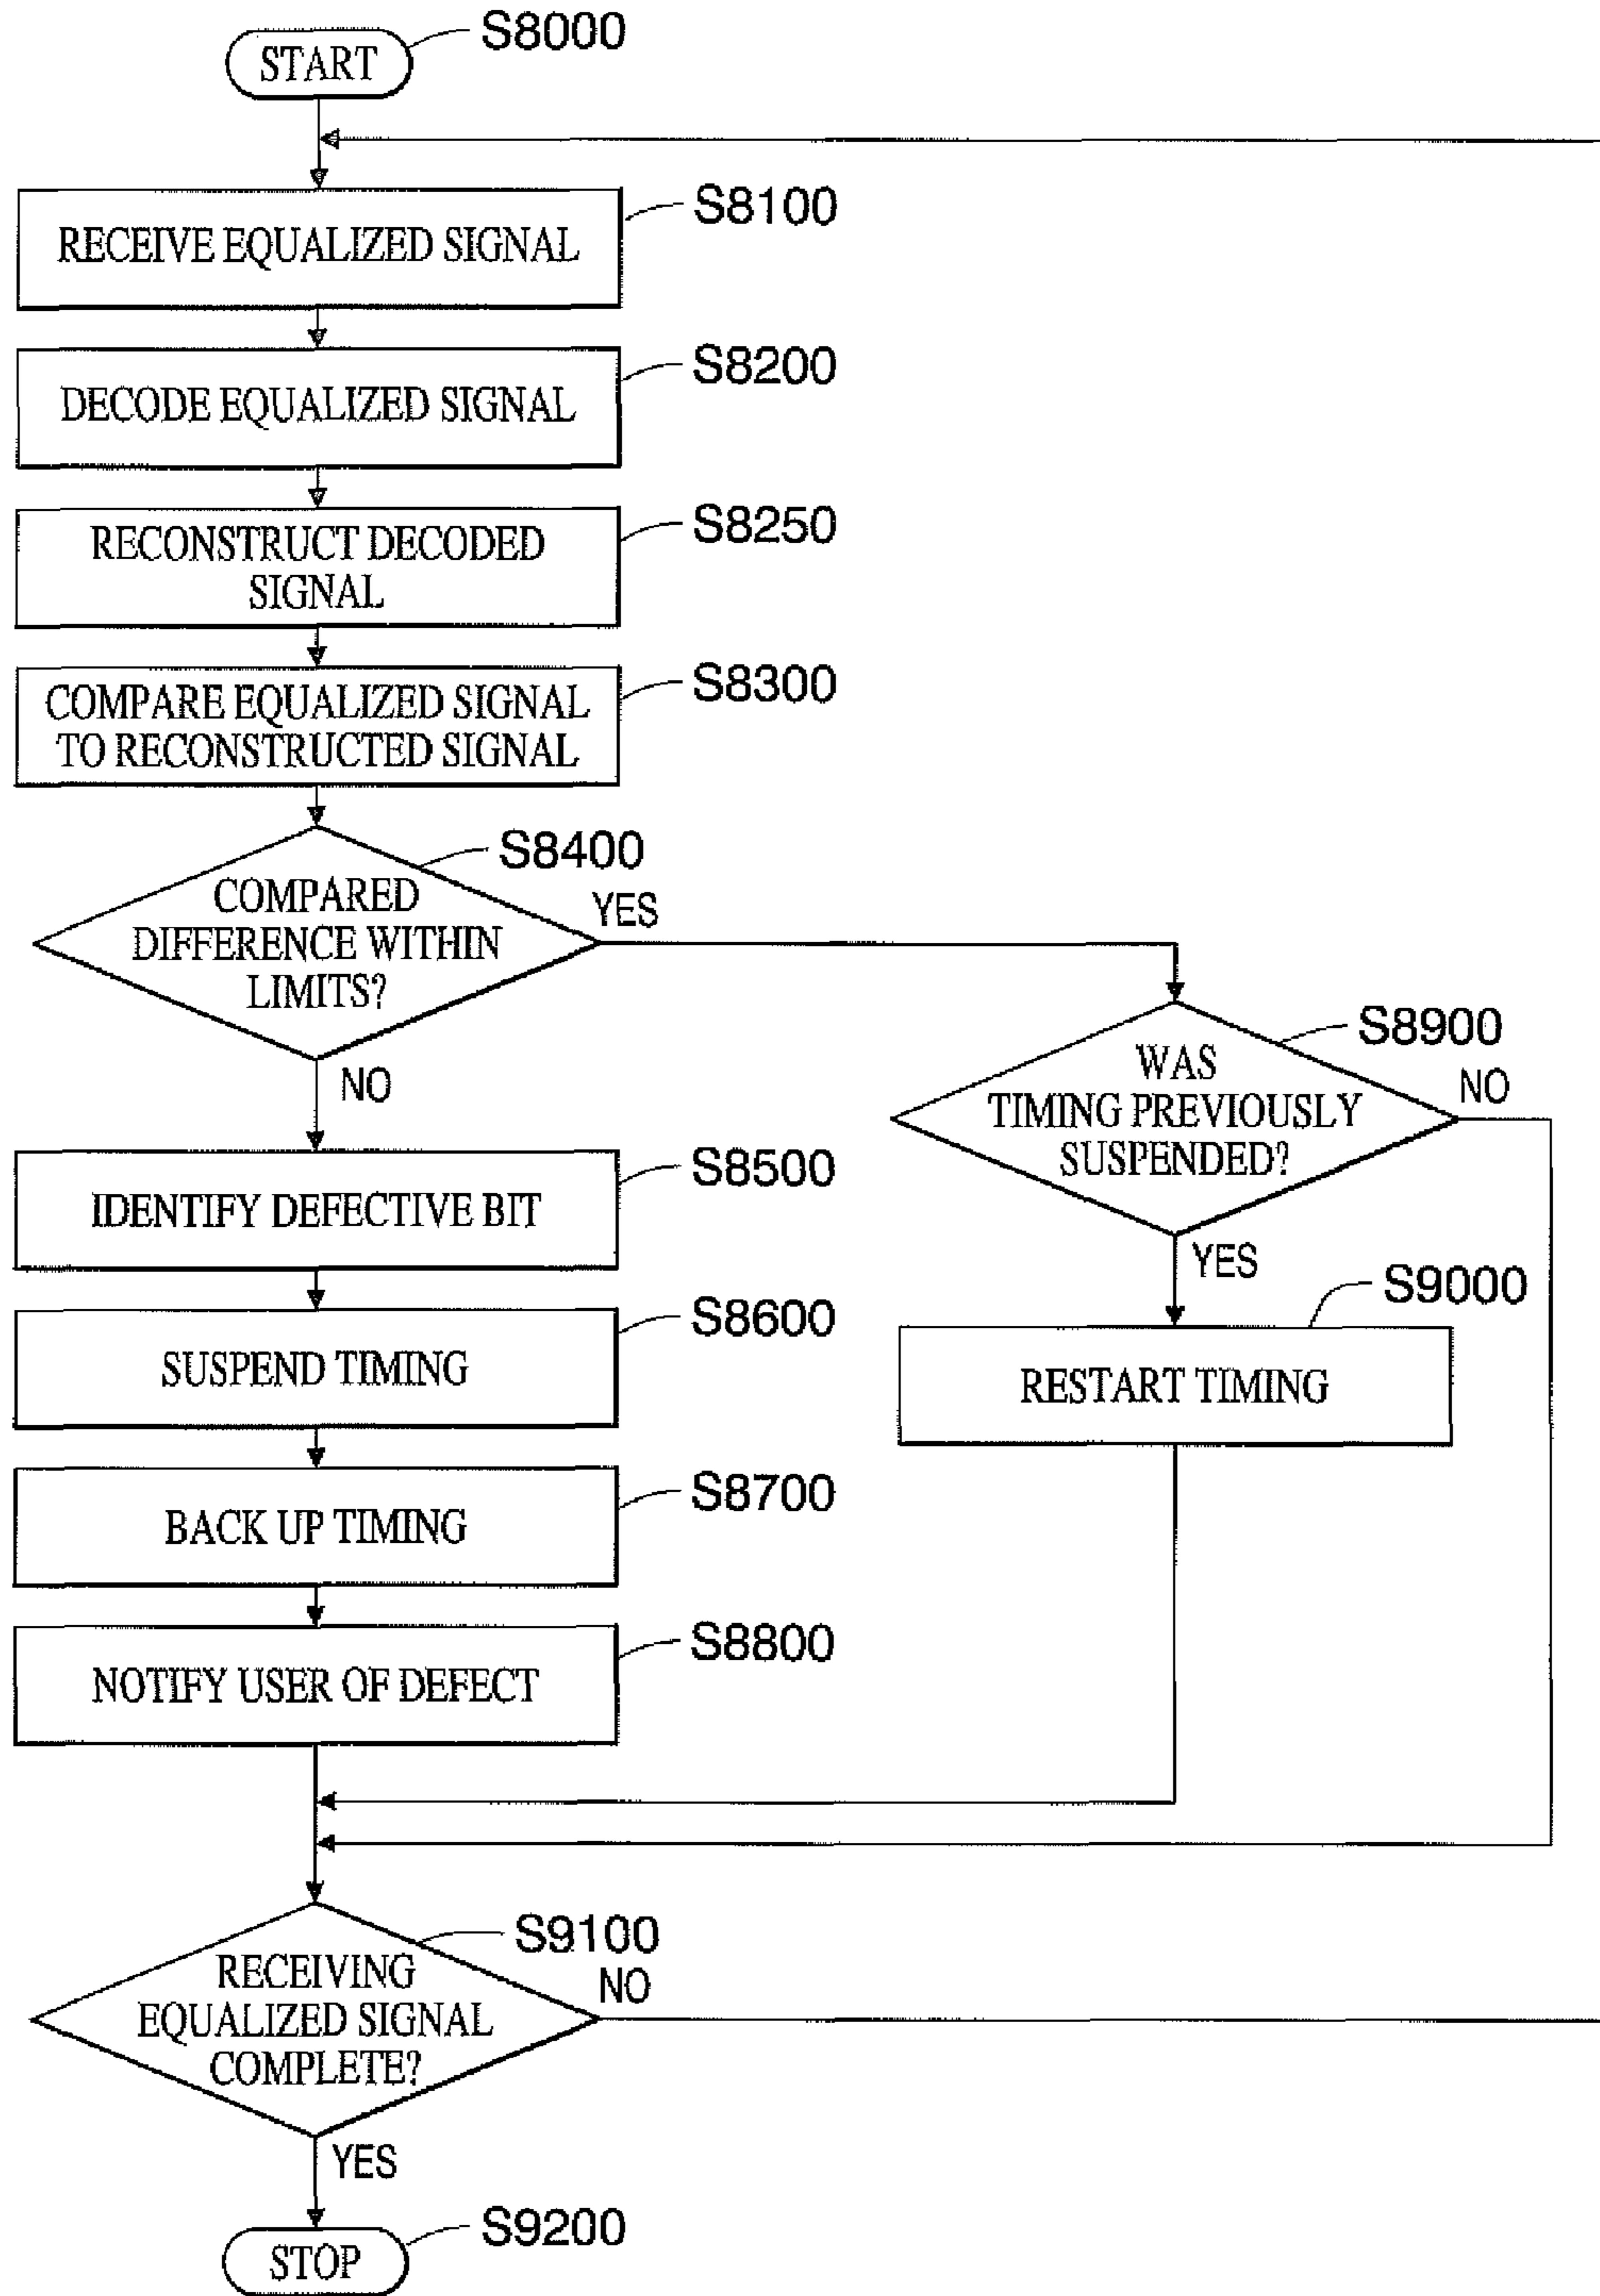 START
S8000
RECEIVE EQUALIZED SIGNAL
S8100
DECODE EQUALIZED SIGNAL
S8200
RECONSTRUCT DECODED
SIGNAL
S8250
COMPARE EQUALIZED SIGNAL
TO RECONSTRUCTED SIGNAL
S8300
COMPARED
DIFFERENCE WITHIN
LIMITS?
S8400
YES
NO
WAS
TIMING PREVIOUSLY
SUSPENDED?
S8900
NO
YES
IDENTIFY DEFECTIVE BIT
S8500
SUSPEND TIMING
S8600
RESTART TIMING
S9000
BACK UP TIMING
S8700
NOTIFY USER OF DEFECT
S8800
RECEIVING
EQUALIZED SIGNAL
COMPLETE?
S9100
NO
YES
STOP
S9200